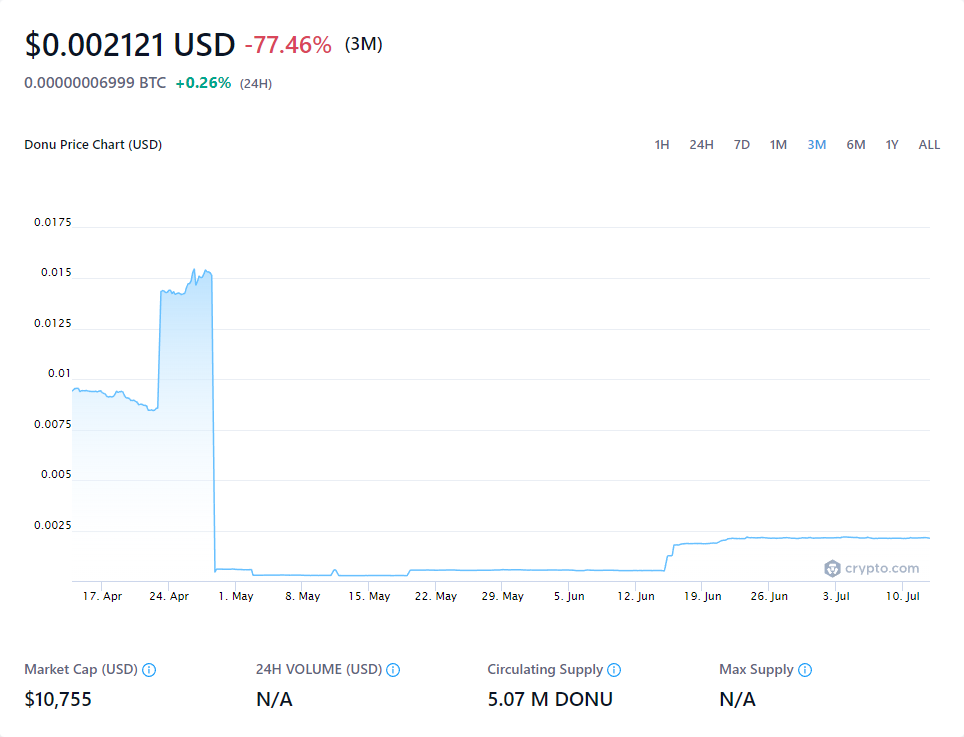 $0.002121 USD -77.46% (3M)
0.00000006999 BTC +0.26% (24H)
Donu Price Chart (USD) 1H 24H 7D 1M 3M 6M 1Y ALL
0.0175
0.015
0.0125
0.01
0.0075
0.005
0.0025
crypto.com
17. Apr 24. Apr 1. May 8. May 15. May 22. May 29. May 5. Jun 12. Jun 19. Jun 26. Jun 3. Jul 10. Jul
Market Cap (USD) 24H VOLUME (USD) Circulating Supply Max Supply
$10,755 N/A 5.07 M DONU N/A